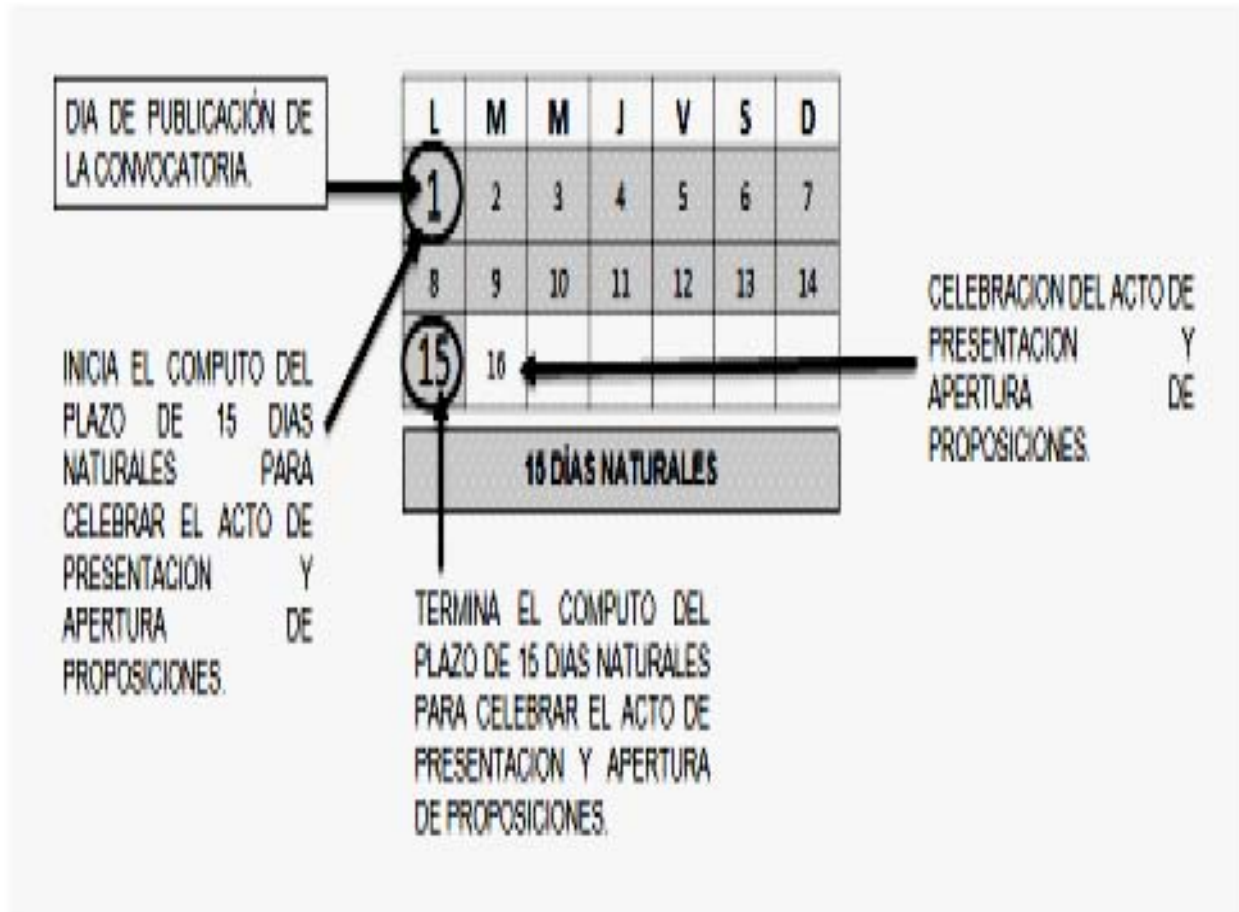 DIA DE PUBLICACIÓN DE
LA CONVOCATORIA.
L M M J V S D
1 2 3 4 5 6 7
8 9 10 11 12 13 14
15 16
15 DÍAS NATURALES
INICIA EL COMPUTO DEL
PLAZO DE 15 DIAS
NATURALES PARA
CELEBRAR EL ACTO DE
PRESENTACION Y
APERTURA DE
PROPOSICIONES.
CELEBRACION DEL ACTO DE
PRESENTACION Y
APERTURA DE
PROPOSICIONES.
TERMINA EL COMPUTO DEL
PLAZO DE 15 DIAS NATURALES
PARA CELEBRAR EL ACTO DE
PRESENTACION Y APERTURA
DE PROPOSICIONES.